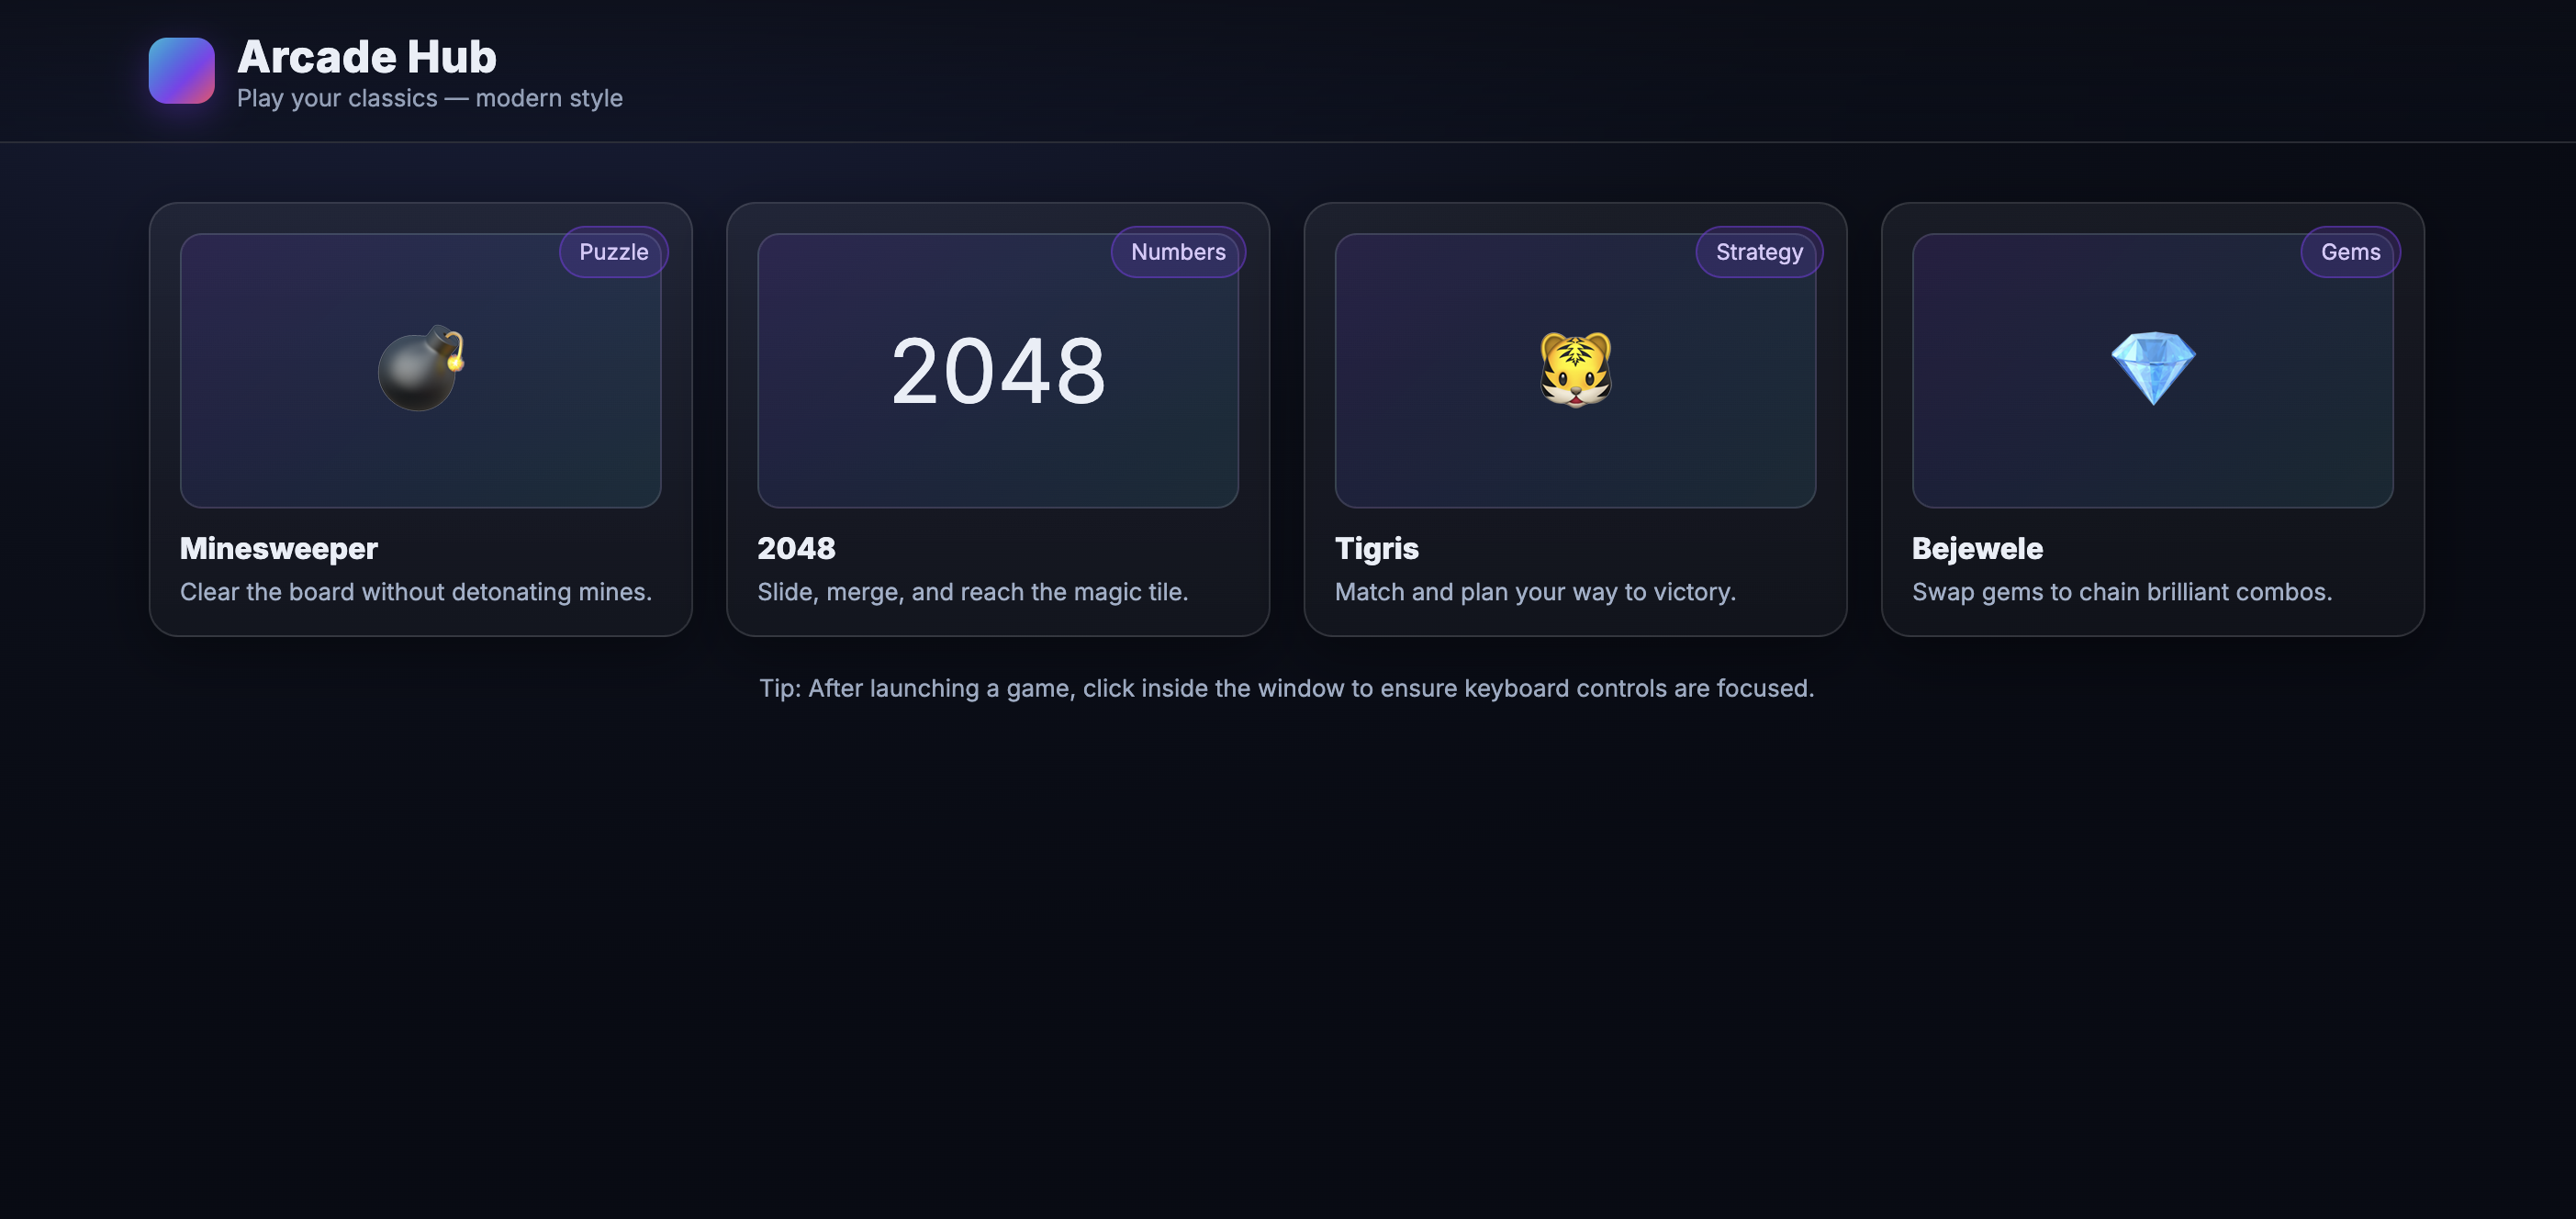 Arcade Hub
Play your classics — modern style
Puzzle
Minesweeper
Clear the board without detonating mines.
Numbers
2048
2048
Slide, merge, and reach the magic tile.
Strategy
Tigris
Match and plan your way to victory.
Gems
Bejewele
Swap gems to chain brilliant combos.
Tip: After launching a game, click inside the window to ensure keyboard controls are focused.